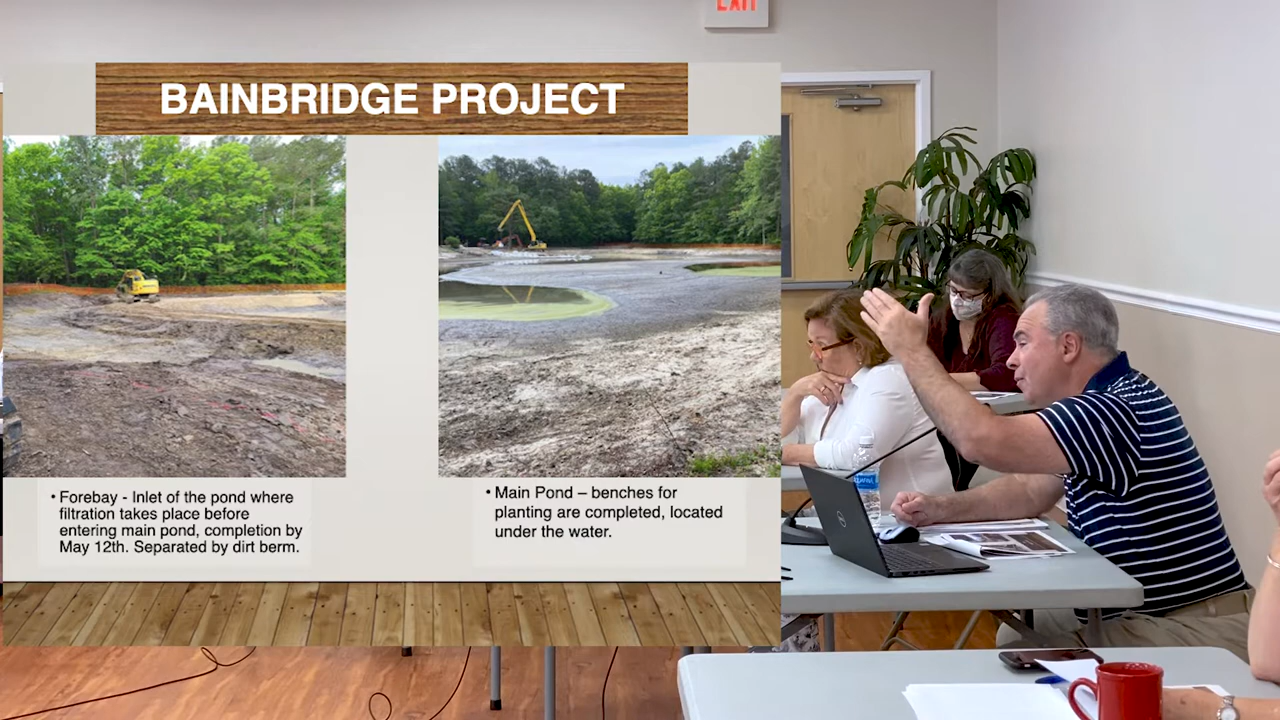 EXIT
BAINBRIDGE PROJECT
• Forebay - Inlet of the pond where
filtration takes place before
entering main pond, completion by
May 12th. Separated by dirt berm.
• Main Pond – benches for
planting are completed, located
under the water.
DELL